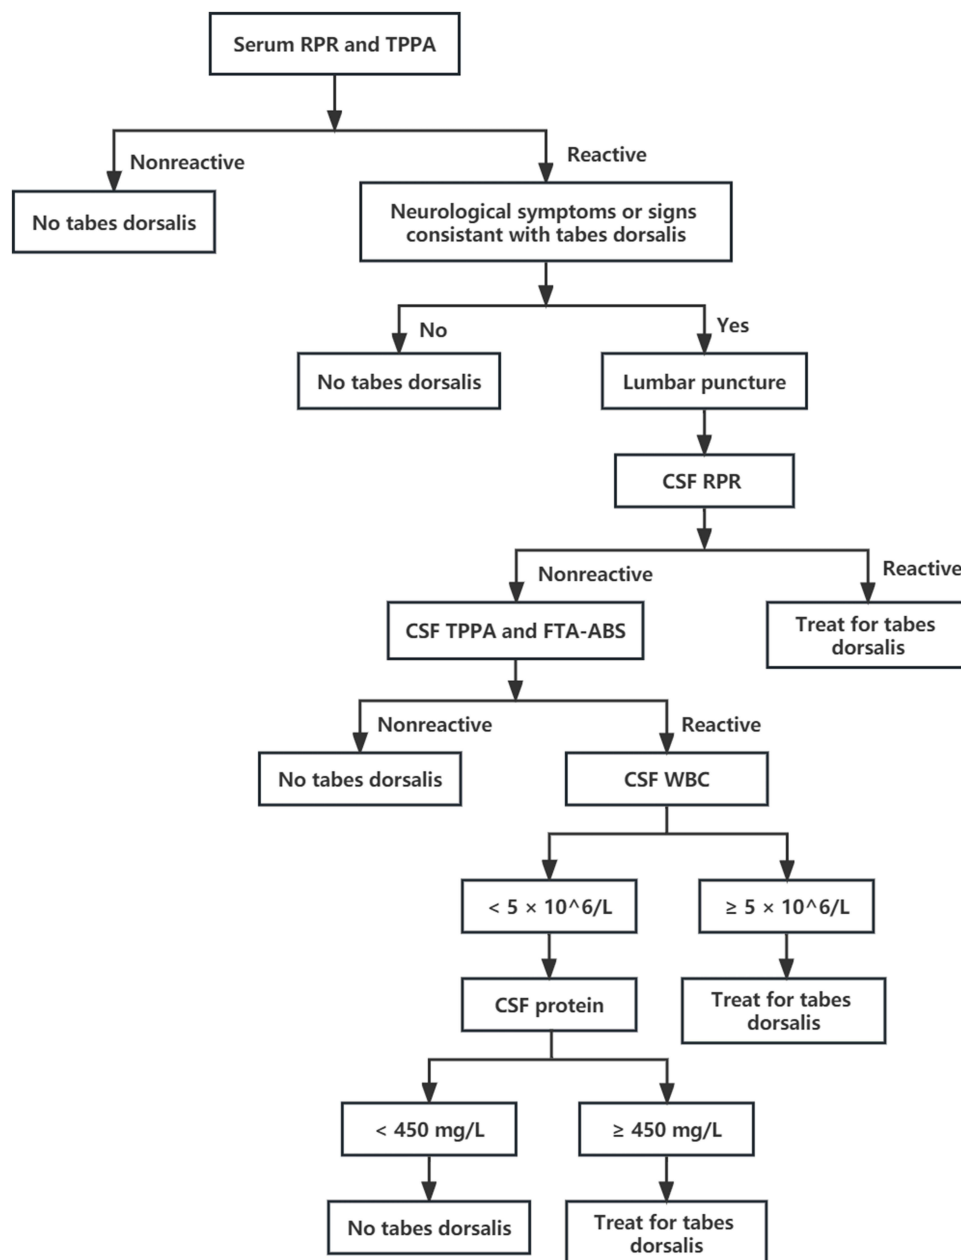 Serum RPR and TPPA
Nonreactive
Reactive
No tabes dorsalis
Neurological symptoms or signs
consistant with tabes dorsalis
No
Yes
No tabes dorsalis
Lumbar puncture
CSF RPR
Nonreactive
Reactive
CSF TPPA and FTA-ABS
Treat for tabes
dorsalis
Nonreactive
Reactive
No tabes dorsalis
CSF WBC
< 5 × 10^6/L
≥ 5 × 10^6/L
CSF protein
Treat for tabes
dorsalis
< 450 mg/L
≥ 450 mg/L
No tabes dorsalis
Treat for tabes
dorsalis